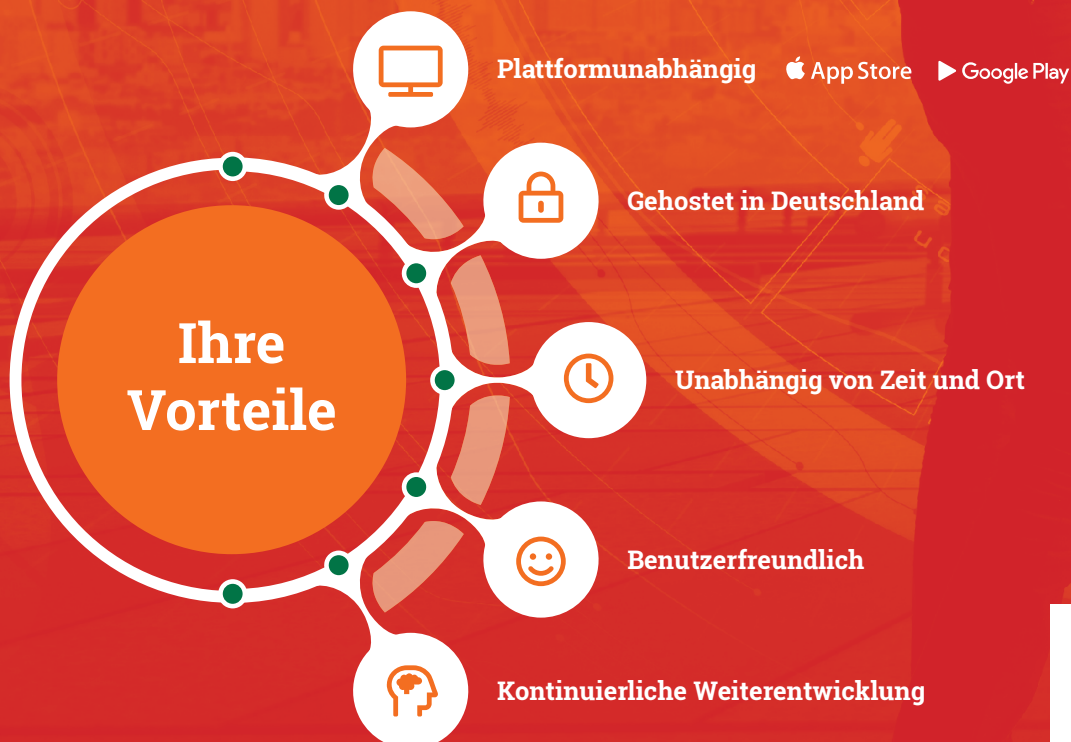 Plattformunabhängig App Store Google Play
Gehostet in Deutschland
Ihre
Vorteile
Unabhängig von Zeit und Ort
Benutzerfreundlich
Kontinuierliche Weiterentwicklung